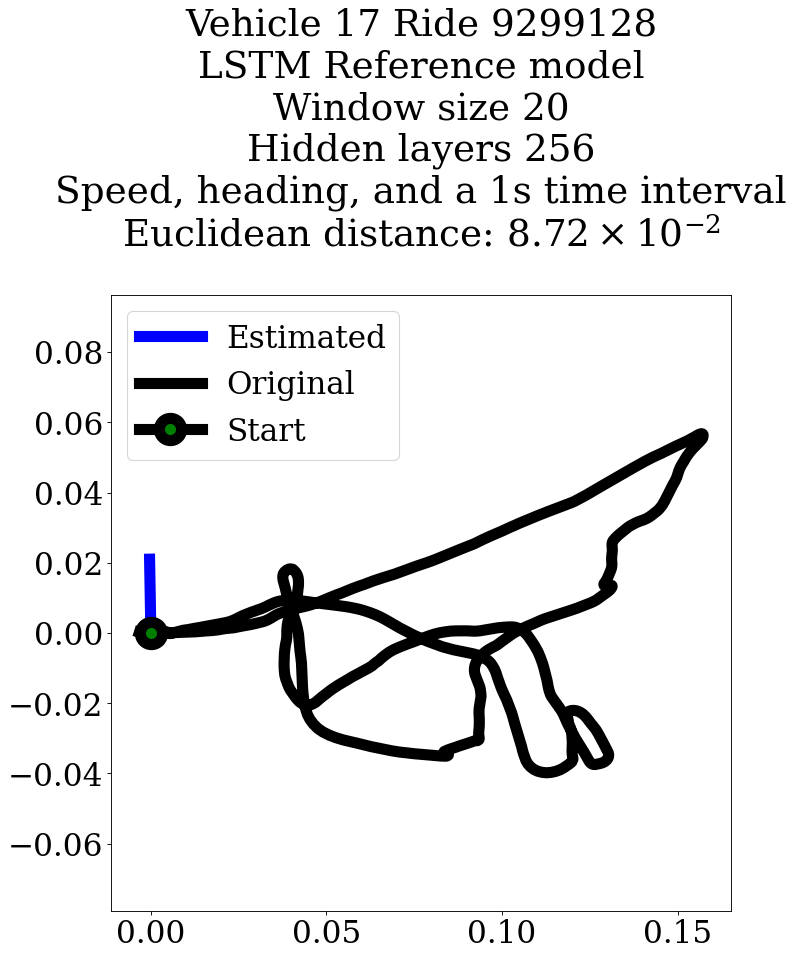 Vehicle 17 Ride 9299128
LSTM Reference model
Window size 20
Hidden layers 256
Speed, heading, and a 1s time interval
Euclidean distance: 8.72 × 10⁻²
Estimated
Original
Start
0.08
0.06
0.04
0.02
0.00
−0.02
−0.04
−0.06
0.00 0.05 0.10 0.15